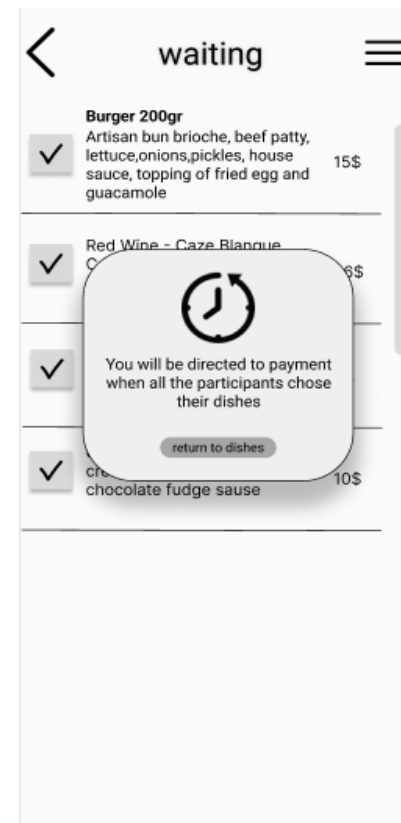 waiting
Burger 200gr
Artisan bun brioche, beef patty,
lettuce,onions,pickles, house
sauce, topping of fried egg and
guacamole
15$
Red Wine - Caze Blanque
6$
You will be directed to payment
when all the participants chose
their dishes
return to dishes
chocolate fudge sause
10$